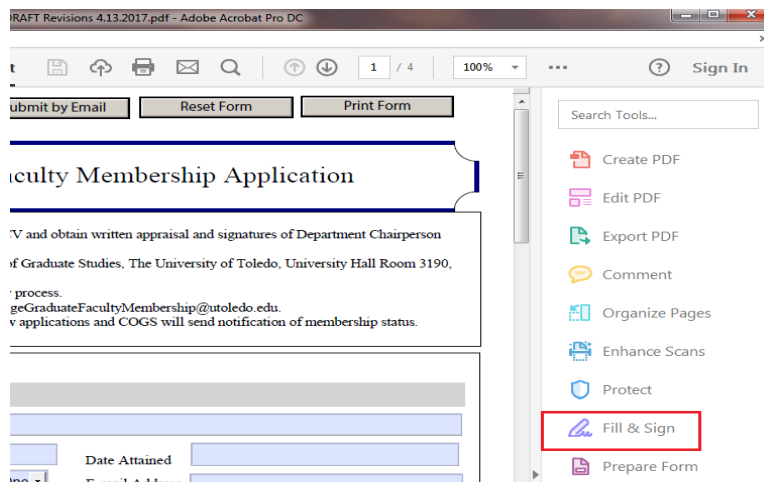 DRAFT Revisions 4.13.2017.pdf - Adobe Acrobat Pro DC
1 / 4 100% ... ? Sign In
Submit by Email Reset Form Print Form
Search Tools...
Create PDF
aculty Membership Application
Edit PDF
CV and obtain written appraisal and signatures of Department Chairperson
Export PDF
of Graduate Studies, The University of Toledo, University Hall Room 3190,
Comment
process.
geGraduateFacultyMembership@utoledo.edu.
w applications and COGS will send notification of membership status.
Organize Pages
Enhance Scans
Protect
Fill & Sign
Date Attained
Prepare Form
E-mail Address